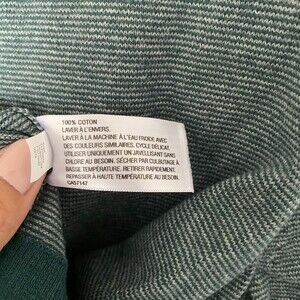 100% COTON
LAVER À L'ENVERS.
LAVER À LA MACHINE À L'EAU FROIDE AVEC
DES COULEURS SIMILAIRES. CYCLE DÉLICAT.
UTILISER UNIQUEMENT UN JAVELLISANT SANS
CHLORE AU BESOIN. SÉCHER PAR CULBUTAGE À
BASSE TEMPÉRATURE. RETIRER RAPIDEMENT.
REPASSER À HAUTE TEMPÉRATURE AU BESOIN.
CA57147